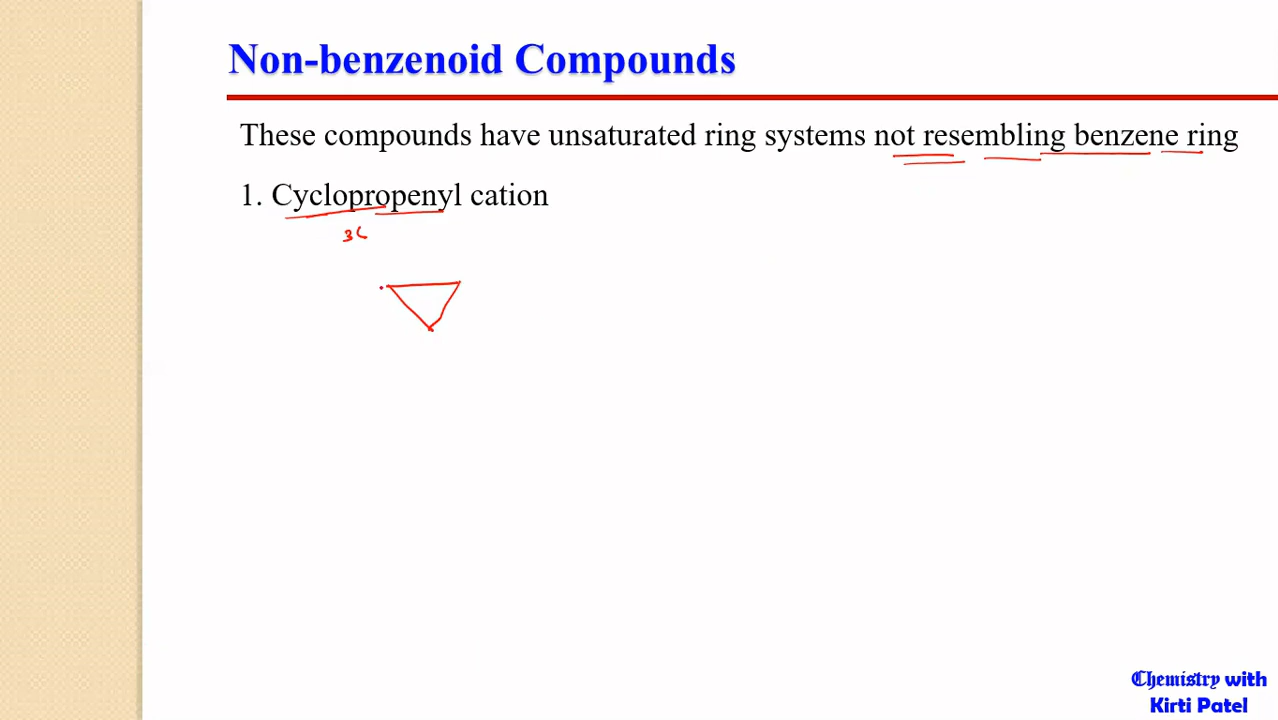 Non-benzenoid Compounds
These compounds have unsaturated ring systems not resembling benzene ring
1. Cyclopropenyl cation
3C
Chemistry with
Kirti Patel